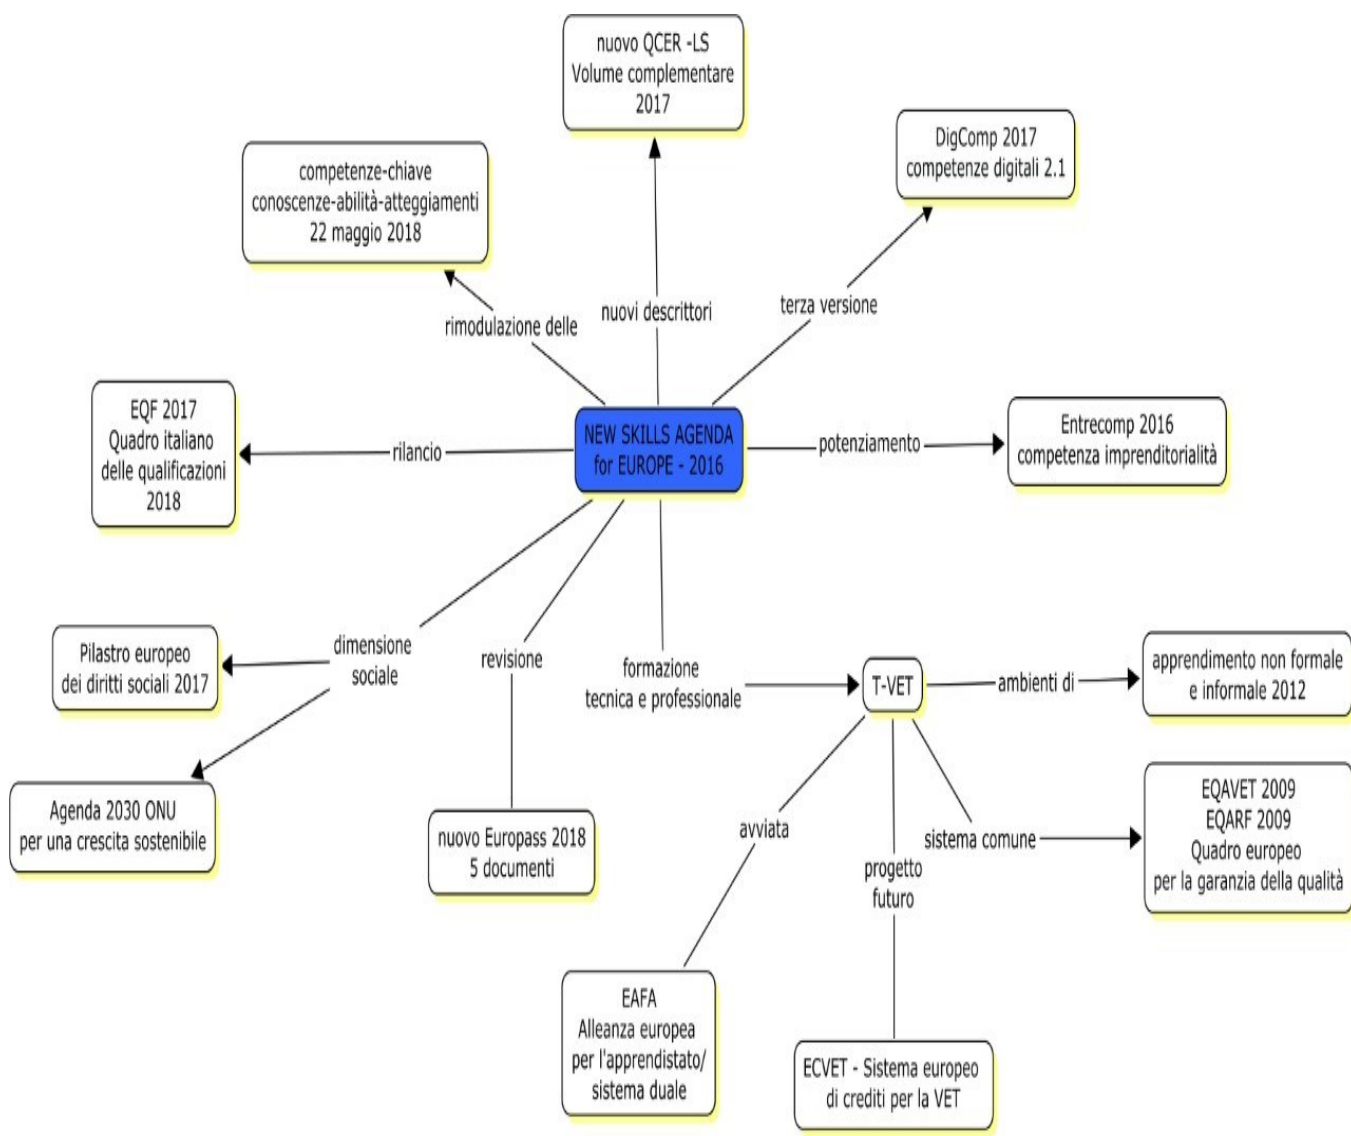 nuovo QCER -LS
Volume complementare
2017
DigComp 2017
competenze digitali 2.1
competenze-chiave
conoscenze-abilità-atteggiamenti
22 maggio 2018
nuovi descrittori
terza versione
rimodulazione delle
EQF 2017
Quadro italiano
delle qualificazioni
2018
rilancio
NEW SKILLS AGENDA
for EUROPE - 2016
potenziamento
Entrecomp 2016
competenza imprenditorialità
Pilastro europeo
dei diritti sociali 2017
dimensione
sociale
revisione
formazione
tecnica e professionale
T-VET
ambienti di
apprendimento non formale
e informale 2012
Agenda 2030 ONU
per una crescita sostenibile
nuovo Europass 2018
5 documenti
avviata
progetto
futuro
sistema comune
EQAVET 2009
EQARF 2009
Quadro europeo
per la garanzia della qualità
EAFA
Alleanza europea
per l'apprendistato/
sistema duale
ECVET - Sistema europeo
di crediti per la VET